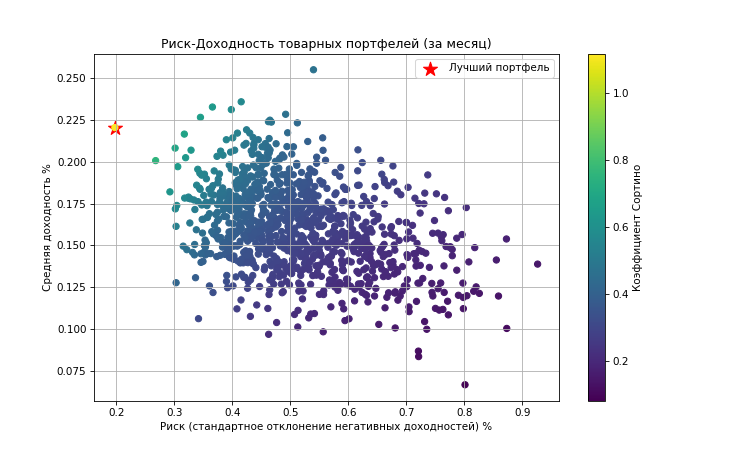 Риск-Доходность товарных портфелей (за месяц)
Лучший портфель
0.250
0.225
0.200
0.175
0.150
0.125
0.100
0.075
Средняя доходность %
0.2 0.3 0.4 0.5 0.6 0.7 0.8 0.9
Риск (стандартное отклонение негативных доходностей) %
1.0
0.8
0.6
0.4
0.2
Коэффициент Сортино